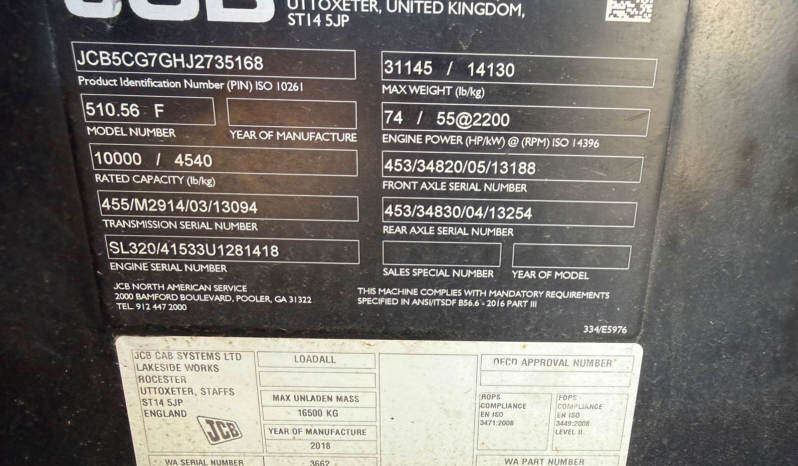 JCB
UTTOXETER, UNITED KINGDOM,
ST14 5JP
JCB5CG7GHJ2735168
Product Identification Number (PIN) ISO 10261
510.56 F
MODEL NUMBER
YEAR OF MANUFACTURE
10000 / 4540
RATED CAPACITY (lb/kg)
455/M2914/03/13094
TRANSMISSION SERIAL NUMBER
SL320/41533U1281418
ENGINE SERIAL NUMBER
31145 / 14130
MAX WEIGHT (lb/kg)
74 / 55@2200
ENGINE POWER (HP/kW) @ (RPM) ISO 14396
453/34820/05/13188
FRONT AXLE SERIAL NUMBER
453/34830/04/13254
REAR AXLE SERIAL NUMBER
SALES SPECIAL NUMBER
YEAR OF MODEL
JCB NORTH AMERICAN SERVICE
2000 BAMFORD BOULEVARD, POOLER, GA 31322
TEL. 912 447 2000
THIS MACHINE COMPLIES WITH MANDATORY REQUIREMENTS
SPECIFIED IN ANSI/ITSDF B56.6 - 2016 PART III
334/E5976
JCB CAB SYSTEMS LTD
LAKESIDE WORKS
ROCESTER
UTTOXETER, STAFFS
ST14 5JP
ENGLAND
JCB
LOADALL
MAX UNLADEN MASS
16500 KG
YEAR OF MANUFACTURE
2018
OECD APPROVAL NUMBER
ROPS
COMPLIANCE
EN ISO
3471:2008
FOPS
COMPLIANCE
EN ISO
3449:2008
LEVEL II
WA SERIAL NUMBER
3662
WA PART NUMBER